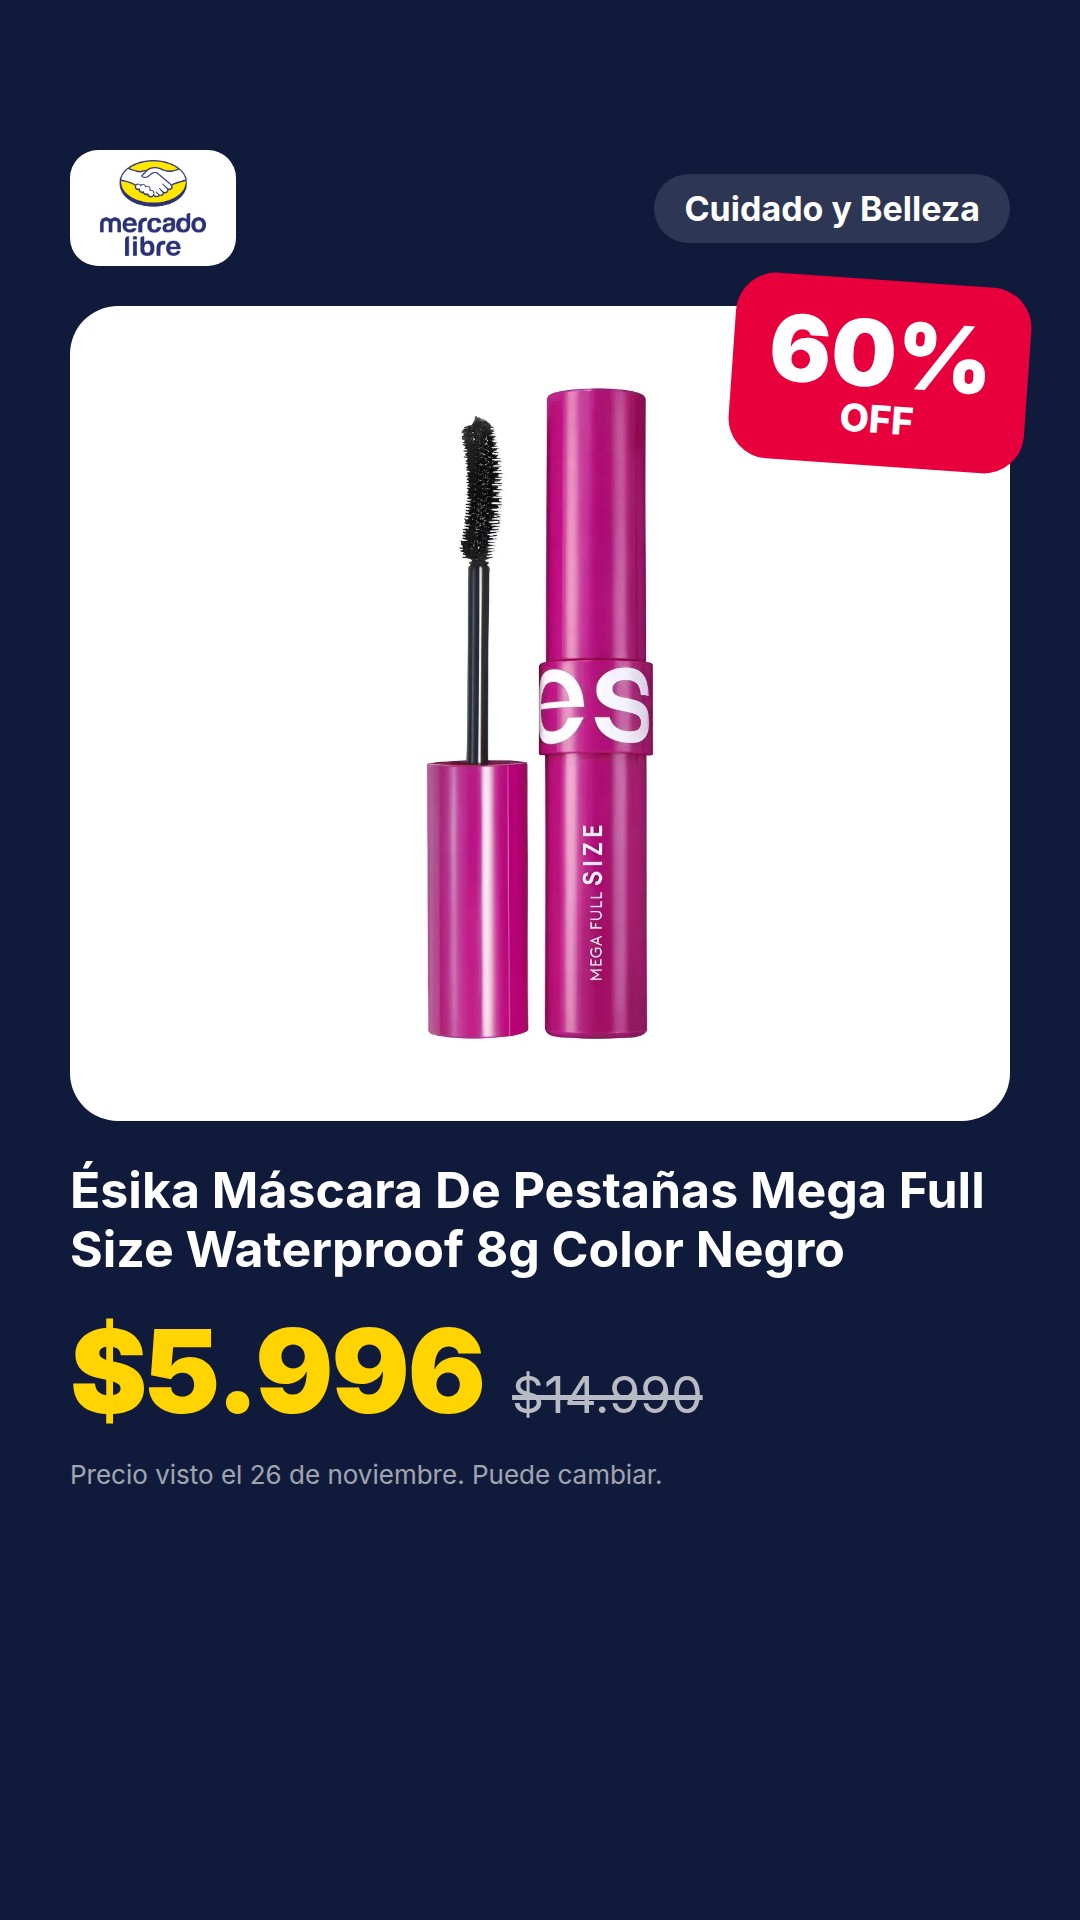 mercado
libre
Cuidado y Belleza
60%
OFF
es
MEGA FULL SIZE
Ésika Máscara De Pestañas Mega Full
Size Waterproof 8g Color Negro
$5.996 $14.990
Precio visto el 26 de noviembre. Puede cambiar.